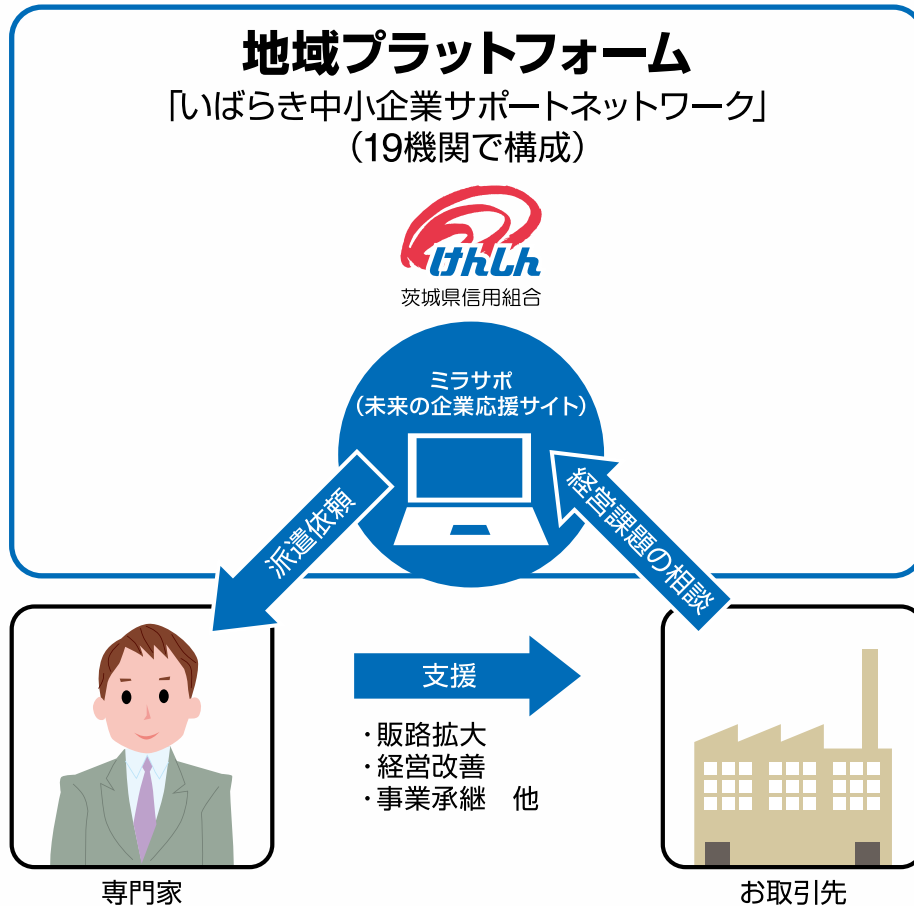 地域プラットフォーム
「いばらき中小企業サポートネットワーク」
（19機関で構成）
けんしん
茨城県信用組合
ミラサポ
（未来の企業応援サイト）
派遣依頼
経営課題の相談
支援
・販路拡大
・経営改善
・事業承継　他
専門家
お取引先